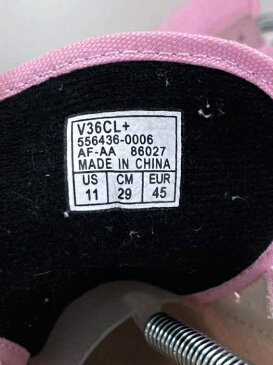 V36CL+
556436-0006
AF-AA 86027
MADE IN CHINA
US CM EUR
11 29 45